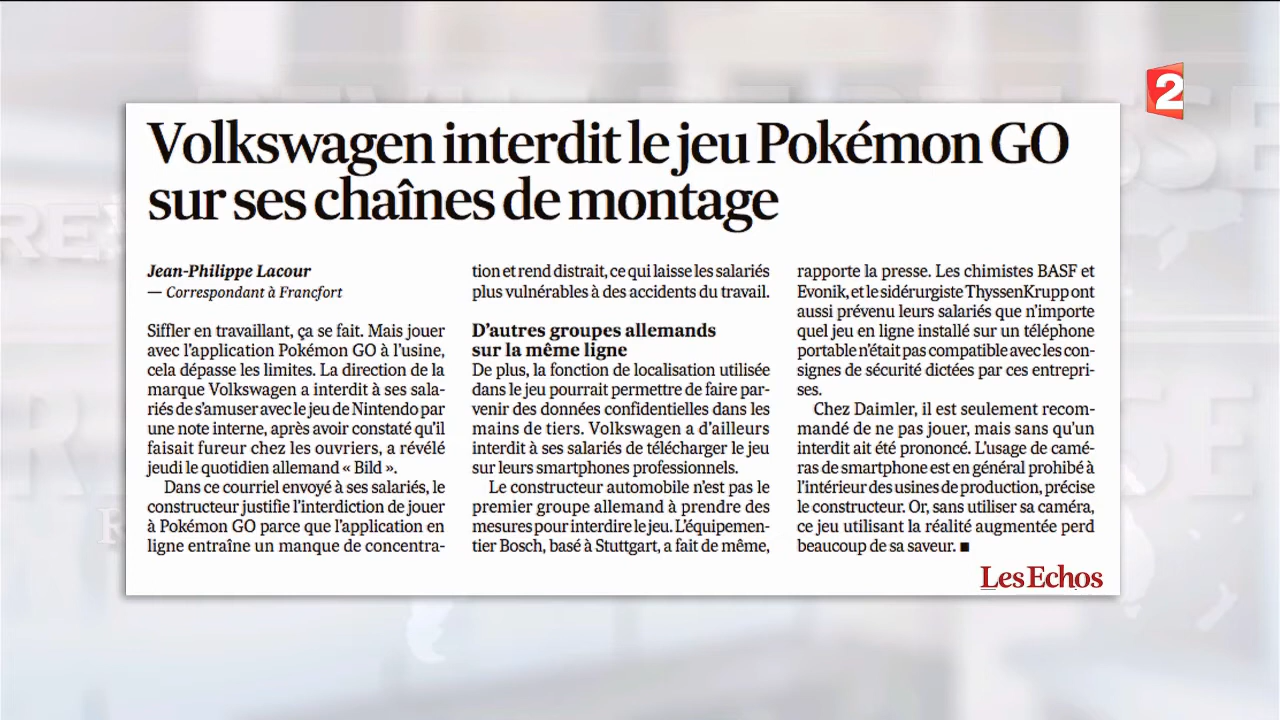 2
Volkswagen interdit le jeu Pokémon GO
sur ses chaînes de montage
Jean-Philippe Lacour
— Correspondant à Francfort
Siffler en travaillant, ça se fait. Mais jouer
avec l'application Pokémon GO à l'usine,
cela dépasse les limites. La direction de la
marque Volkswagen a interdit à ses sala-
riés de s'amuser avec le jeu de Nintendo par
une note interne, après avoir constaté qu'il
faisait fureur chez les ouvriers, a révélé
jeudi le quotidien allemand « Bild ».
Dans ce courriel envoyé à ses salariés, le
constructeur justifie l'interdiction de jouer
à Pokémon GO parce que l'application en
ligne entraîne un manque de concentra-
tion et rend distrait, ce qui laisse les salariés
plus vulnérables à des accidents du travail.
D'autres groupes allemands
sur la même ligne
De plus, la fonction de localisation utilisée
dans le jeu pourrait permettre de faire par-
venir des données confidentielles dans les
mains de tiers. Volkswagen a d'ailleurs
interdit à ses salariés de télécharger le jeu
sur leurs smartphones professionnels.
Le constructeur automobile n'est pas le
premier groupe allemand à prendre des
mesures pour interdire le jeu. L'équipemen-
tier Bosch, basé à Stuttgart, a fait de même,
rapporte la presse. Les chimistes BASF et
Evonik, et le sidérurgiste ThyssenKrupp ont
aussi prévenu leurs salariés que n'importe
quel jeu en ligne installé sur un téléphone
portable n'était pas compatible avec les con-
signes de sécurité dictées par ces entrepri-
ses.
Chez Daimler, il est seulement recom-
mandé de ne pas jouer, mais sans qu'un
interdit ait été prononcé. L'usage de camé-
ras de smartphone est en général prohibé à
l'intérieur des usines de production, précise
le constructeur. Or, sans utiliser sa caméra,
ce jeu utilisant la réalité augmentée perd
beaucoup de sa saveur. ■
Les Echos